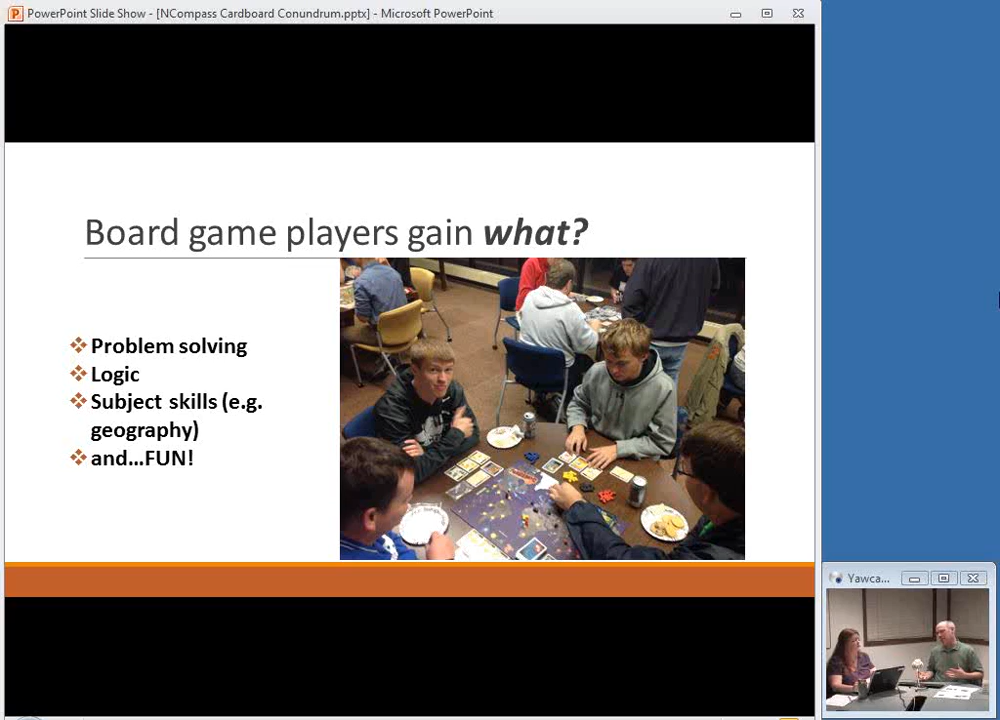 PowerPoint Slide Show - [NCompass Cardboard Conundrum.pptx] - Microsoft PowerPoint
Board game players gain what?
Problem solving
Logic
Subject skills (e.g.
geography)
and...FUN!
Yawca...